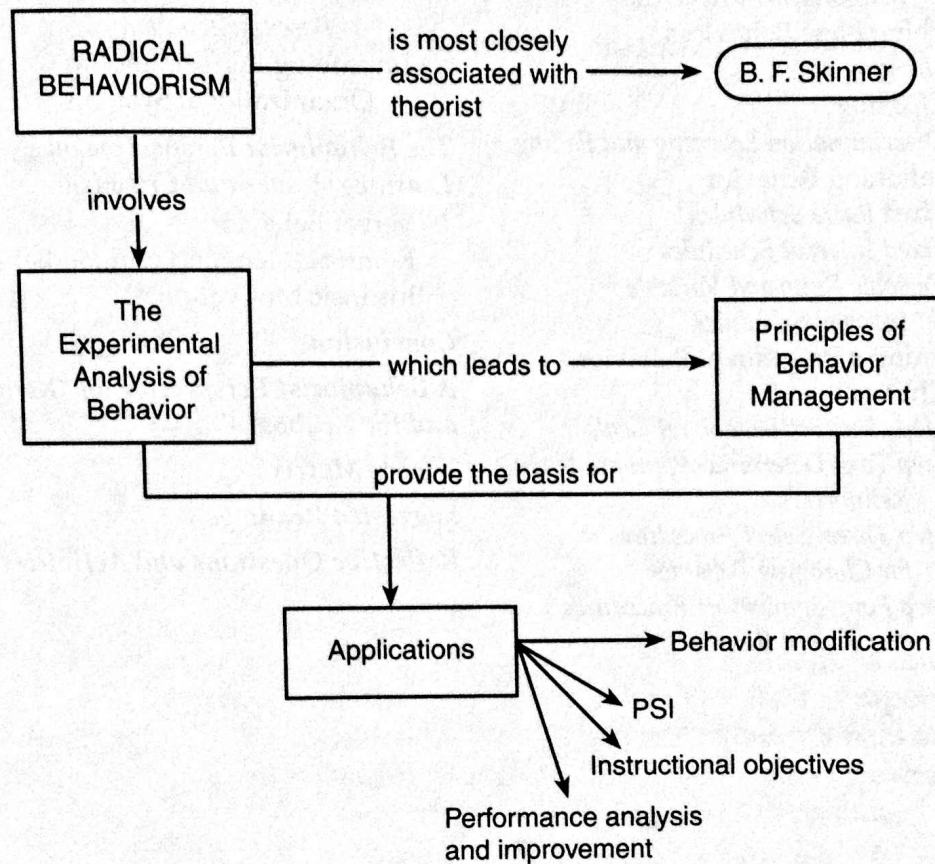 RADICAL
BEHAVIORISM
is most closely
associated with
theorist
B. F. Skinner
involves
The
Experimental
Analysis of
Behavior
which leads to
Principles of
Behavior
Management
provide the basis for
Applications
Behavior modification
PSI
Instructional objectives
Performance analysis
and improvement